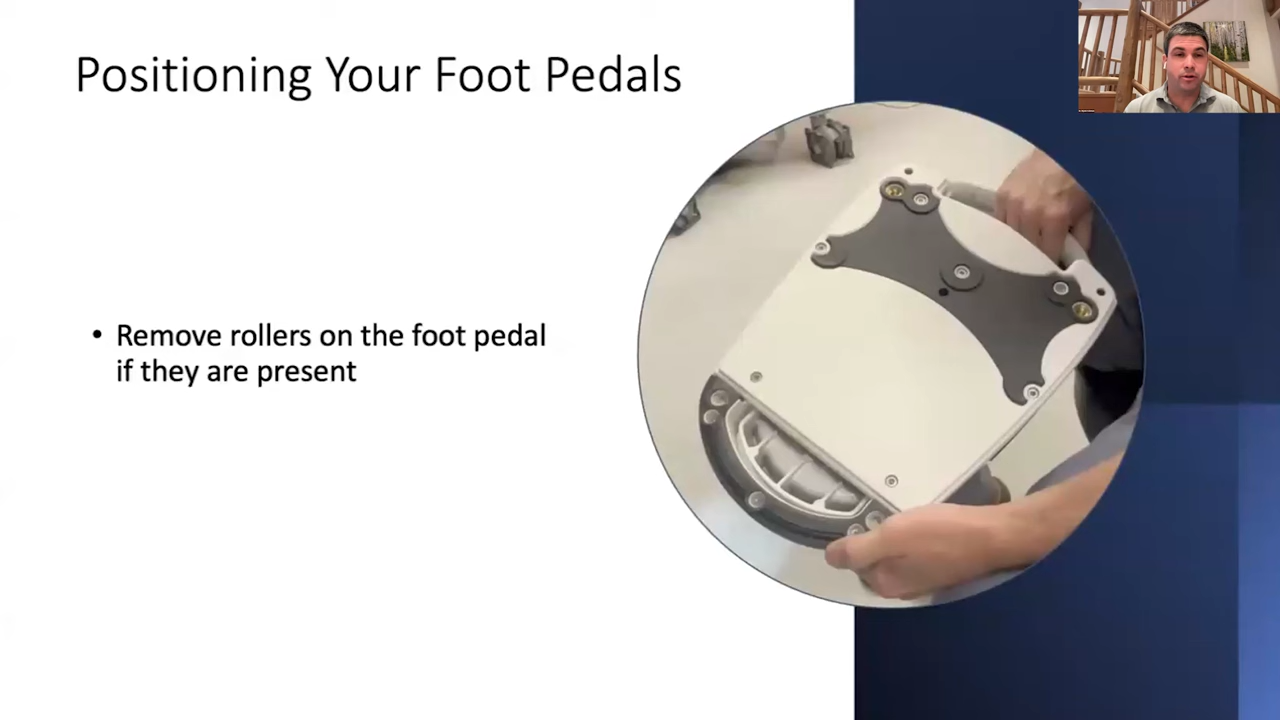 Positioning Your Foot Pedals
• Remove rollers on the foot pedal
if they are present